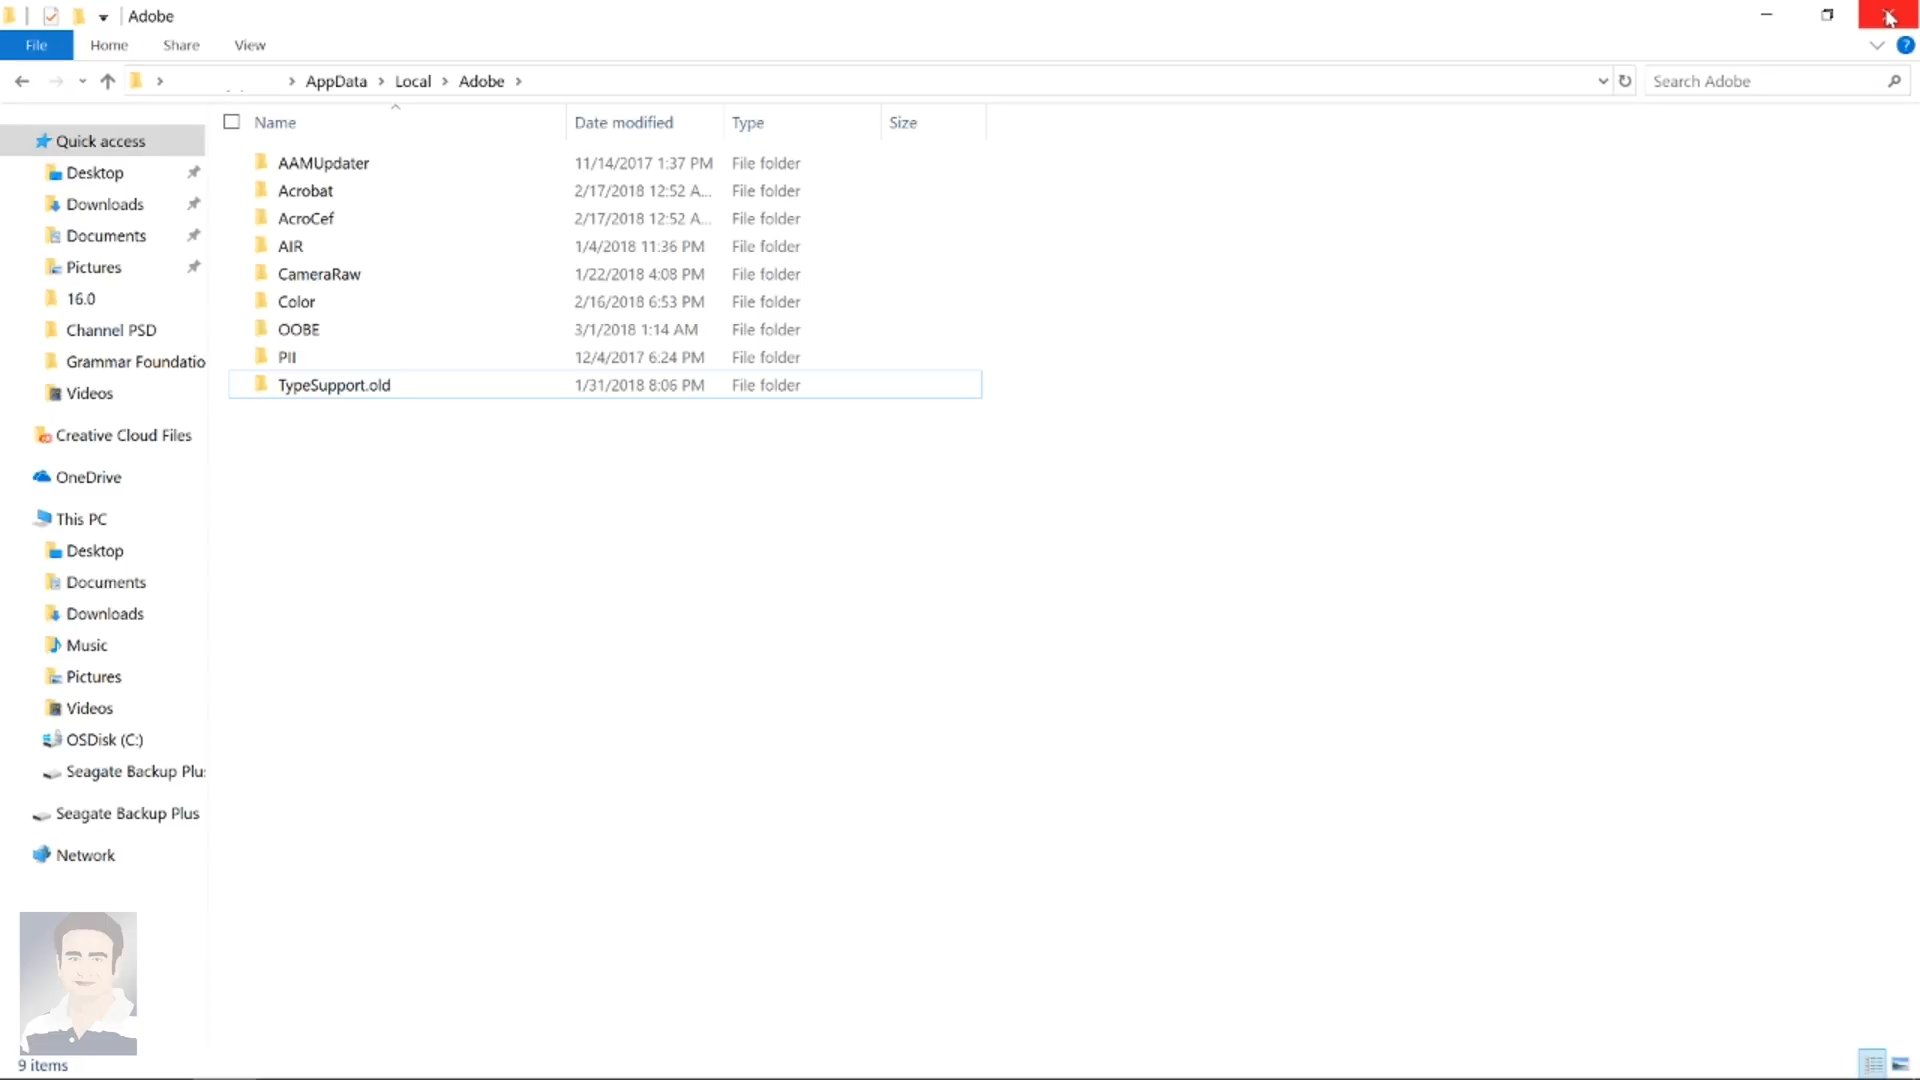 Adobe
File Home Share View
AppData Local Adobe Search Adobe
Name Date modified Type Size
Quick access
Desktop
Downloads
Documents
Pictures
16.0
Channel PSD
Grammar Foundatio
Videos
Creative Cloud Files
OneDrive
This PC
Desktop
Documents
Downloads
Music
Pictures
Videos
OSDisk (C:)
Seagate Backup Plu
Seagate Backup Plus
Network
AAMUpdater 11/14/2017 1:37 PM File folder
Acrobat 2/17/2018 12:52 A... File folder
AcroCef 2/17/2018 12:52 A... File folder
AIR 1/4/2018 11:36 PM File folder
CameraRaw 1/22/2018 4:08 PM File folder
Color 2/16/2018 6:53 PM File folder
OOBE 3/1/2018 1:14 AM File folder
PII 12/4/2017 6:24 PM File folder
TypeSupport.old 1/31/2018 8:06 PM File folder
9 items